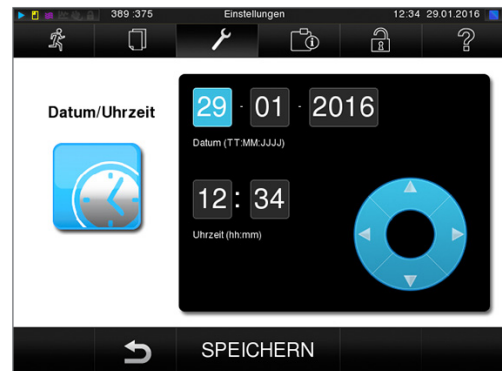 389 :375 Einstellungen 12:34 29.01.2016
Datum/Uhrzeit
29 . 01 . 2016
Datum (TT:MM:JJJJ)
12 : 34
Uhrzeit (hh:mm)
SPEICHERN